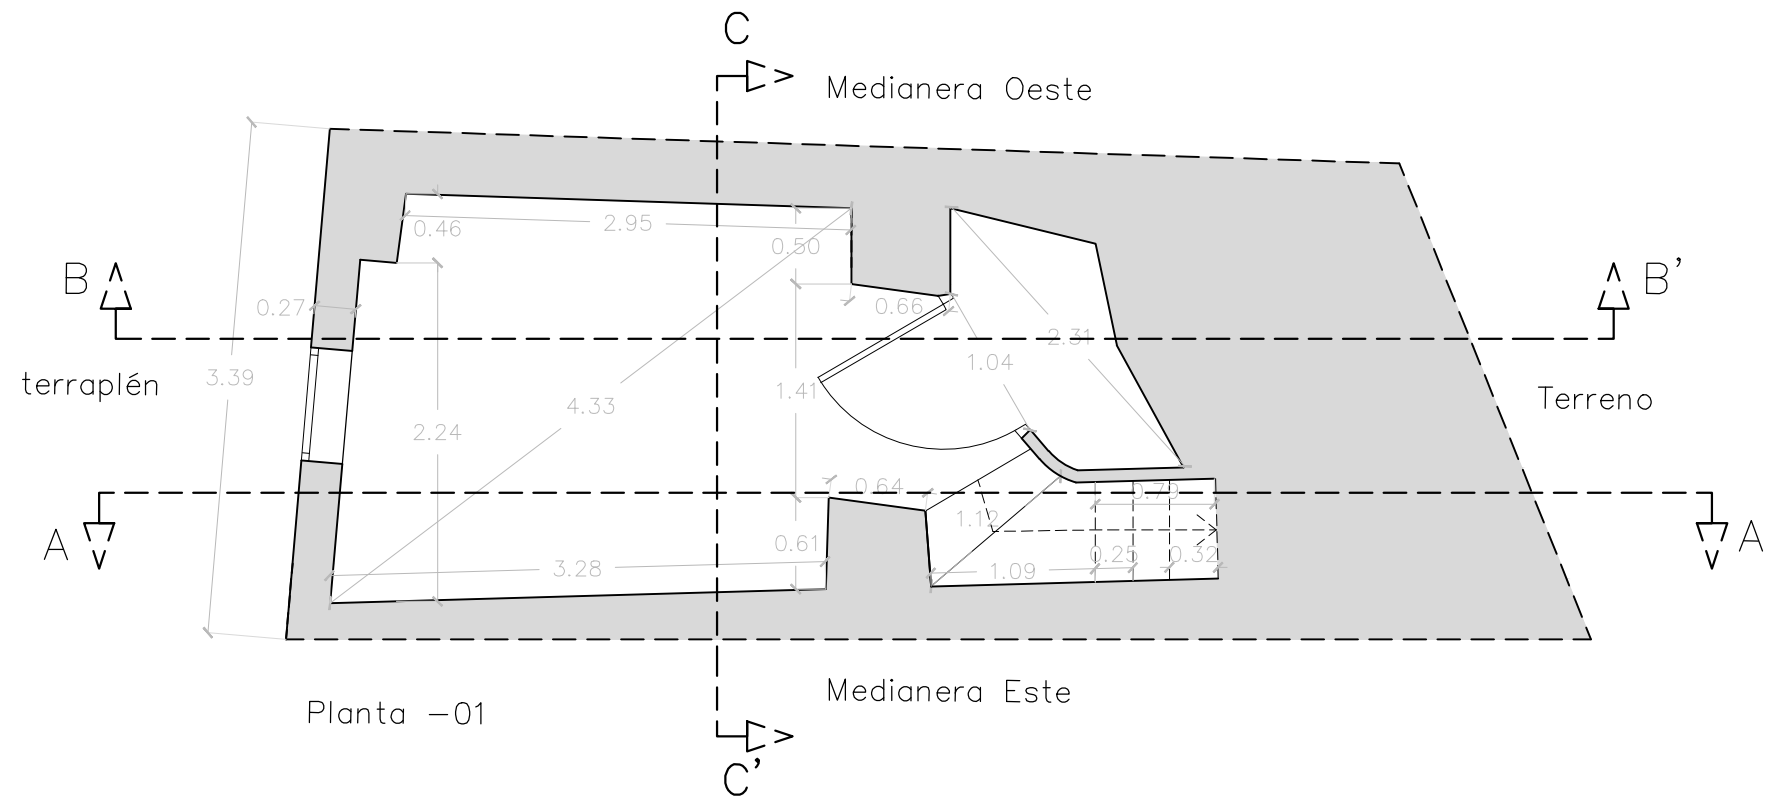 C
Medianera Oeste
0.46
2.95
0.50
B
B'
0.27
0.66
2.31
1.04
3.39
terraplén
1.41
4.33
Terreno
2.24
0.64
0.79
1.12
A
A
0.61
0.25
0.32
3.28
1.09
Medianera Este
Planta -01
C'